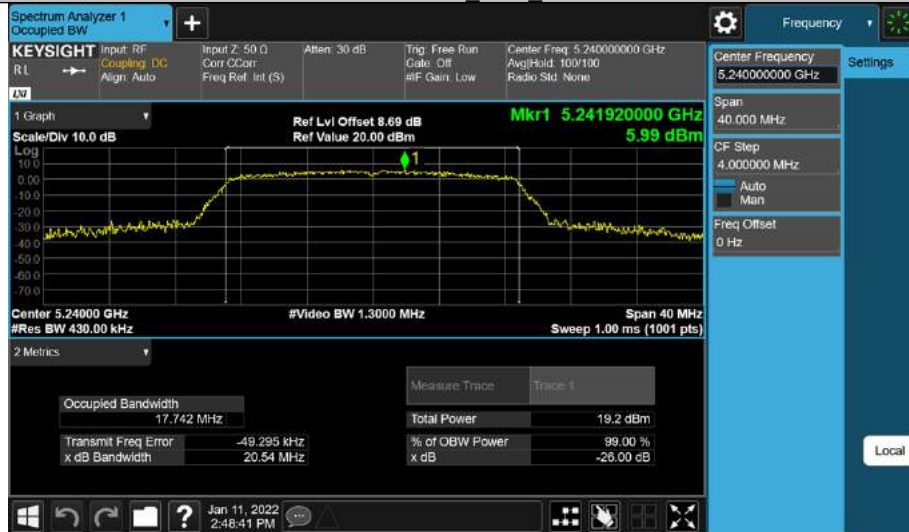 Spectrum Analyzer 1
Occupied BW
Frequency
KEYSIGHT
RL
LXI
Input: RF
Coupling: DC
Align: Auto
Input Z: 50 Ω
Corr CCorr
Freq Ref: Int (S)
Atten: 30 dB
Trig: Free Run
Gate: Off
#IF Gain: Low
Center Freq: 5.240000000 GHz
Avg|Hold: 100/100
Radio Std: None
1 Graph
Scale/Div 10.0 dB
Ref Lvl Offset 8.69 dB
Ref Value 20.00 dBm
Mkr1 5.241920000 GHz
5.99 dBm
Log
10.0
0.00
-10.0
-20.0
-30.0
-40.0
-50.0
-60.0
-70.0
1
Center 5.24000 GHz
#Res BW 430.00 kHz
#Video BW 1.3000 MHz
Span 40 MHz
Sweep 1.00 ms (1001 pts)
2 Metrics
Measure Trace
Trace 1
Occupied Bandwidth
17.742 MHz
Total Power
19.2 dBm
Transmit Freq Error
-49.295 kHz
% of OBW Power
99.00 %
x dB Bandwidth
20.54 MHz
x dB
-26.00 dB
Center Frequency
5.240000000 GHz
Settings
Span
40.000 MHz
CF Step
4.000000 MHz
Auto
Man
Freq Offset
0 Hz
Local
?
Jan 11, 2022
2:48:41 PM